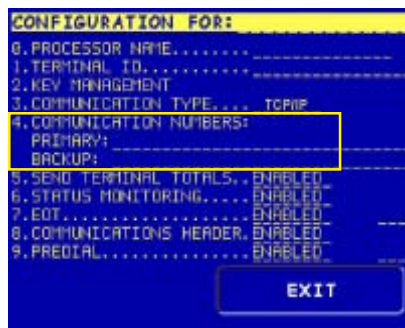 CONFIGURATION FOR:
0.PROCESSOR NAME........
1.TERMINAL ID...........
2.KEY MANAGEMENT
3.COMMUNICATION TYPE.... TCP/IP
4.COMMUNICATION NUMBERS:
PRIMARY:
BACKUP:
5.SEND TERMINAL TOTALS..ENABLED
6.STATUS MONITORING.....ENABLED
7.EOT...................ENABLED
8.COMMUNICATIONS HEADER.ENABLED
9.PREDIAL...............ENABLED
EXIT